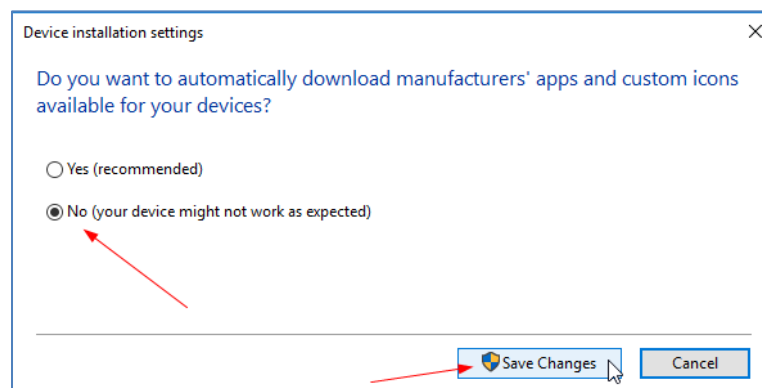 Device installation settings
Do you want to automatically download manufacturers' apps and custom icons
available for your devices?
Yes (recommended)
No (your device might not work as expected)
Save Changes
Cancel